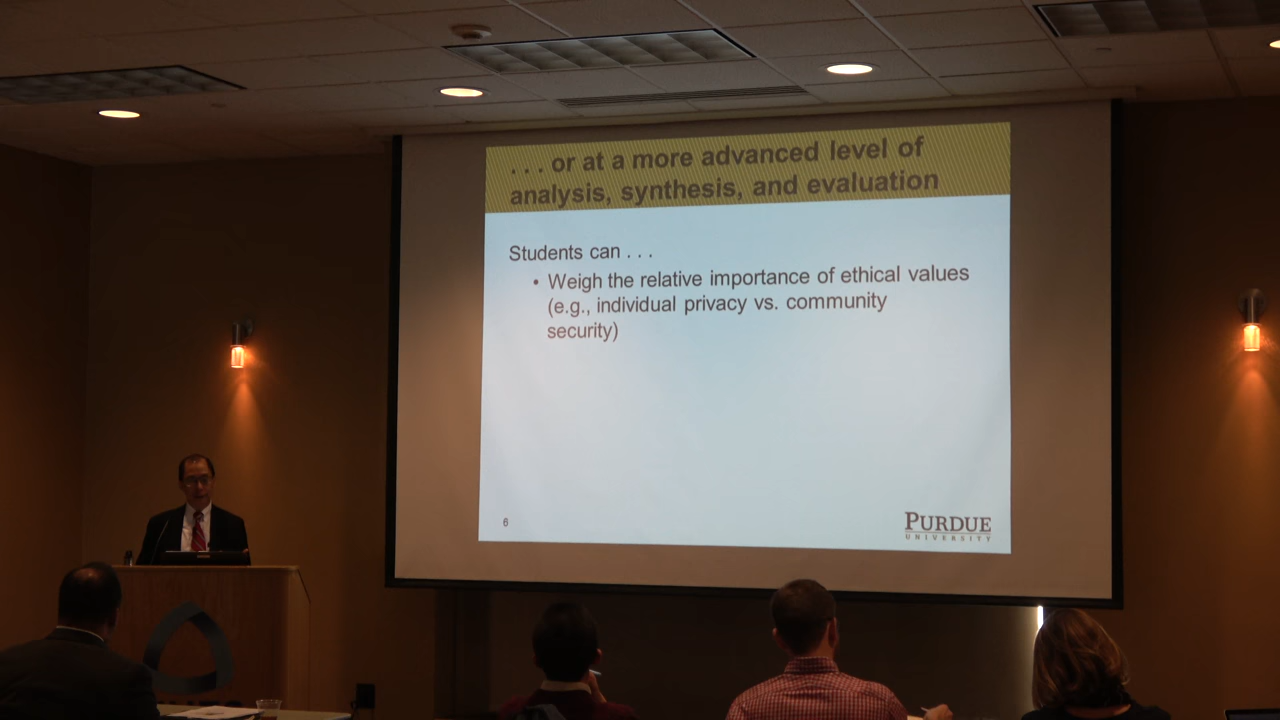 . . . or at a more advanced level of
analysis, synthesis, and evaluation
Students can . . .
• Weigh the relative importance of ethical values
(e.g., individual privacy vs. community
security)
6
PURDUE
UNIVERSITY